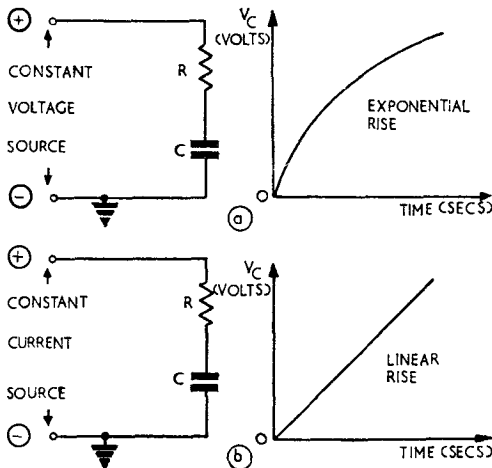 +
CONSTANT
VOLTAGE
SOURCE
−
R
C
V_C
(VOLTS)
EXPONENTIAL
RISE
O
TIME (SECS)
a
+
CONSTANT
CURRENT
SOURCE
−
R
C
V_C
(VOLTS)
LINEAR
RISE
O
TIME (SECS)
b